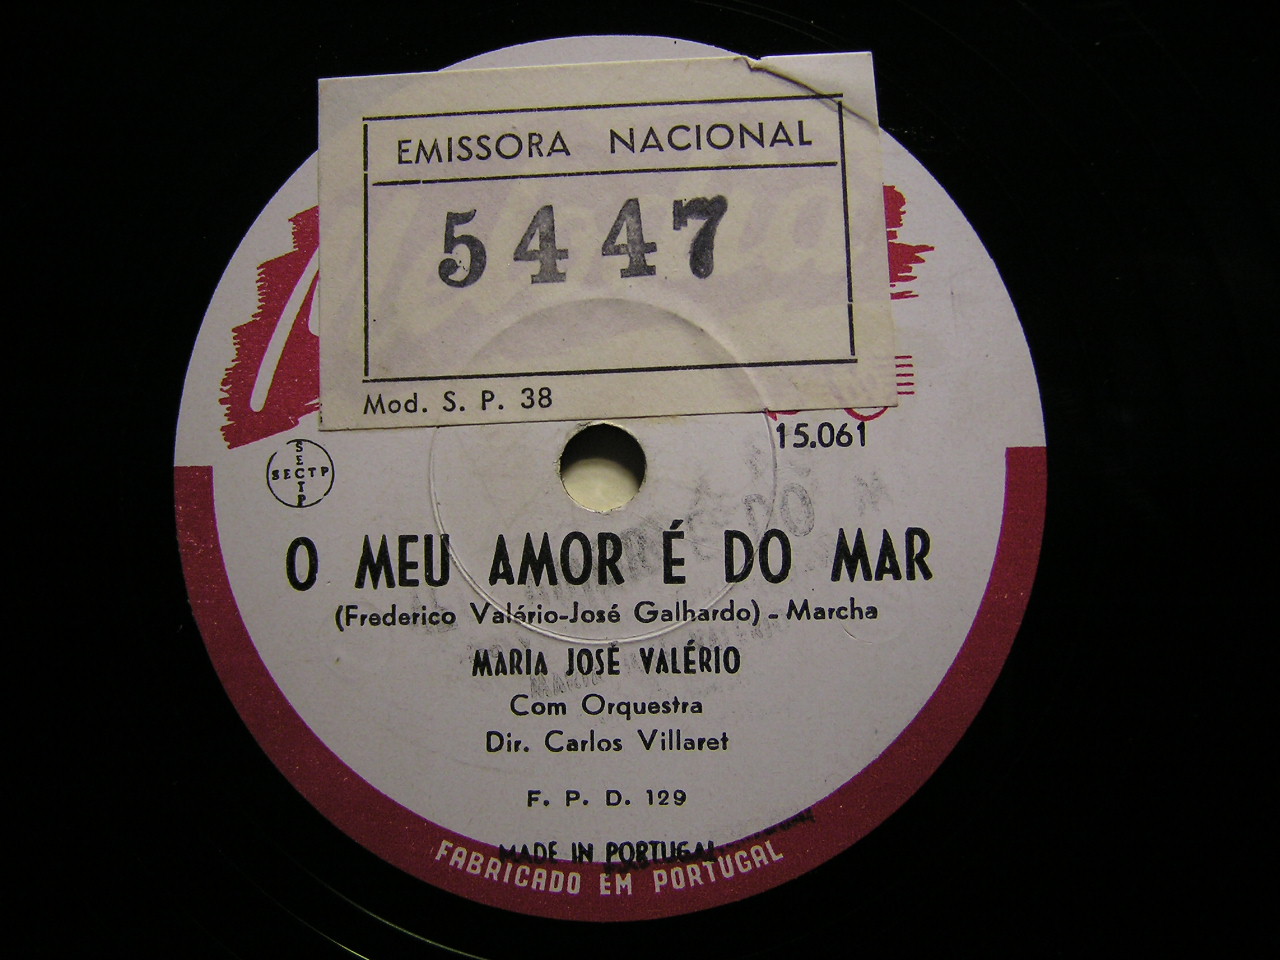 EMISSORA NACIONAL
5447
Mod. S. P. 38
15.061
SECTP
SECTP
O MEU AMOR É DO MAR
(Frederico Valério-José Galhardo) - Marcha
MARIA JOSÉ VALÉRIO
Com Orquestra
Dir. Carlos Villaret
F. P. D. 129
MADE IN PORTUGAL
FABRICADO EM PORTUGAL